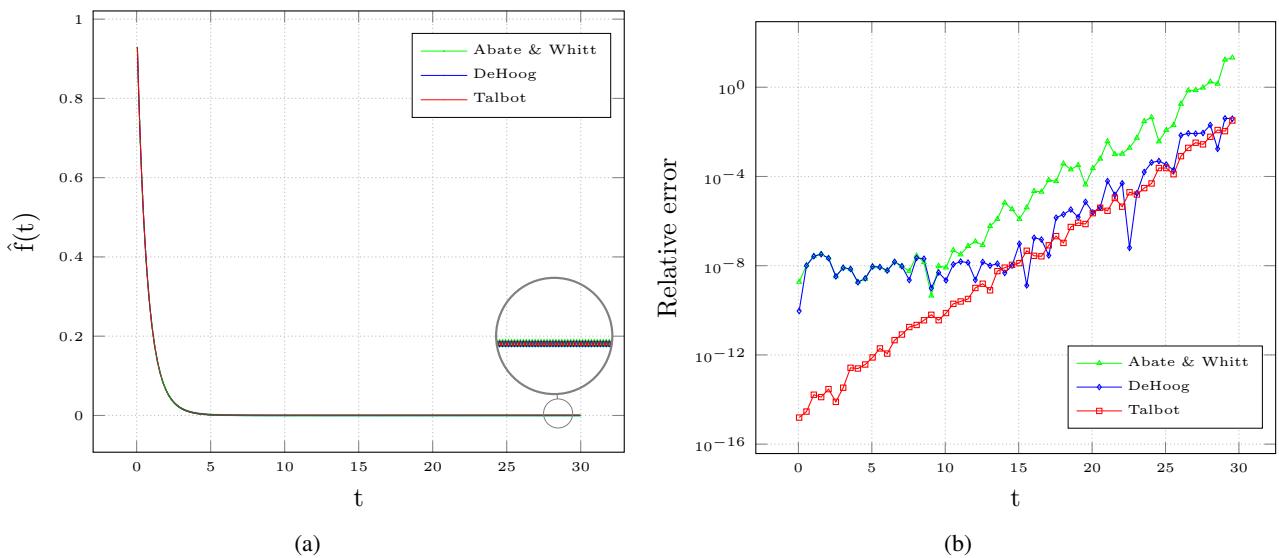 1
0.8
0.6
0.4
0.2
0
f̂(t)
0 5 10 15 20 25 30
t
Abate & Whitt
DeHoog
Talbot
(a)
10^0
10^−4
10^−8
10^−12
10^−16
Relative error
0 5 10 15 20 25 30
t
Abate & Whitt
DeHoog
Talbot
(b)